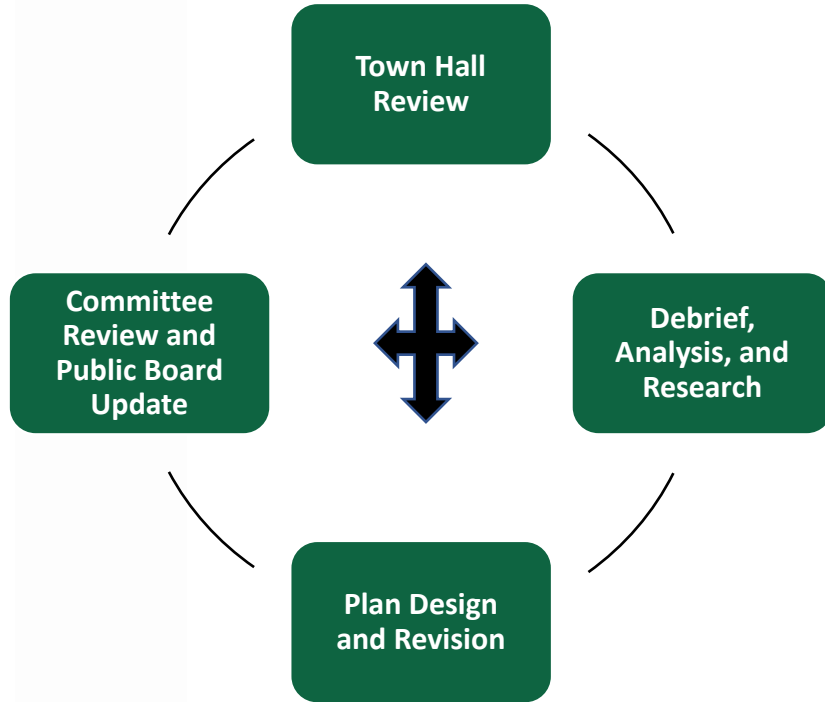 Town Hall
Review
Committee
Review and
Public Board
Update
Debrief,
Analysis, and
Research
Plan Design
and Revision